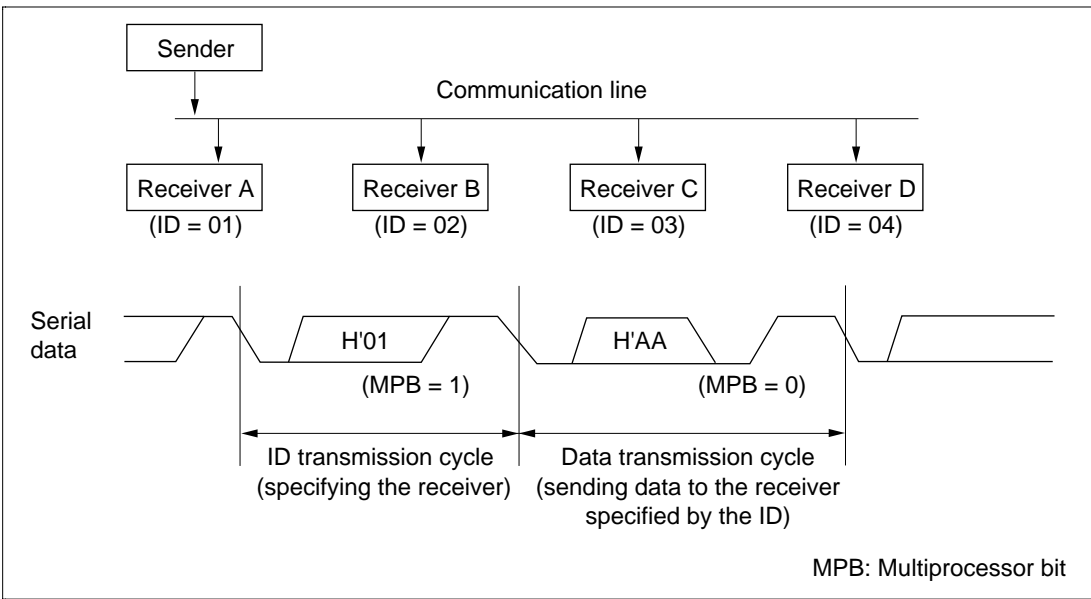 Sender
Communication line
Receiver A
Receiver B
Receiver C
Receiver D
(ID = 01)
(ID = 02)
(ID = 03)
(ID = 04)
Serial
data
H'01
H'AA
(MPB = 1)
(MPB = 0)
ID transmission cycle
(specifying the receiver)
Data transmission cycle
(sending data to the receiver
specified by the ID)
MPB: Multiprocessor bit